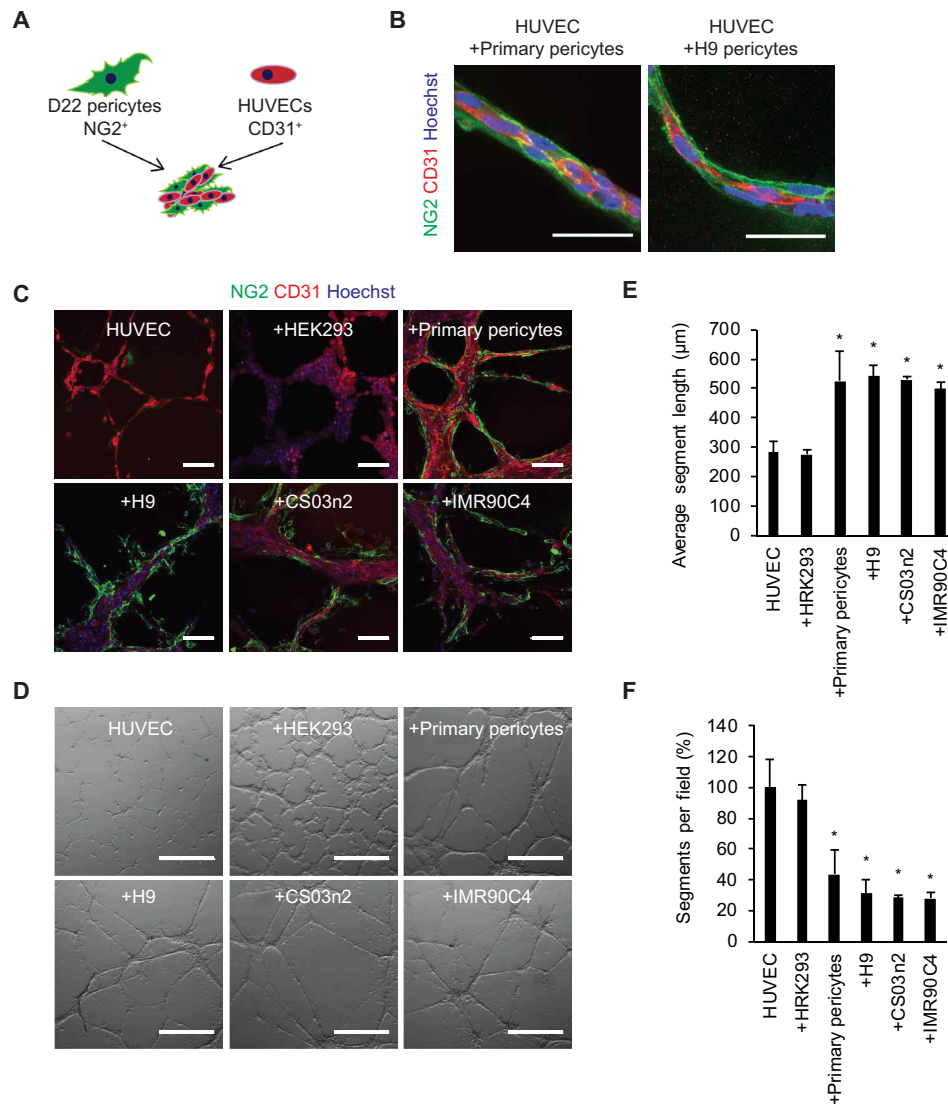 A
D22 pericytes
NG2+
HUVECs
CD31+
B
HUVEC
+Primary pericytes
HUVEC
+H9 pericytes
NG2 CD31 Hoechst
C
NG2 CD31 Hoechst
HUVEC
+HEK293
+Primary pericytes
+H9
+CS03n2
+IMR90C4
D
HUVEC
+HEK293
+Primary pericytes
+H9
+CS03n2
+IMR90C4
E
Average segment length (µm)
800
700
600
500
400
300
200
100
0
* * * *
HUVEC
+HRK293
+Primary pericytes
+H9
+CS03n2
+IMR90C4
F
Segments per field (%)
140
120
100
80
60
40
20
0
* * * *
HUVEC
+HRK293
+Primary pericytes
+H9
+CS03n2
+IMR90C4